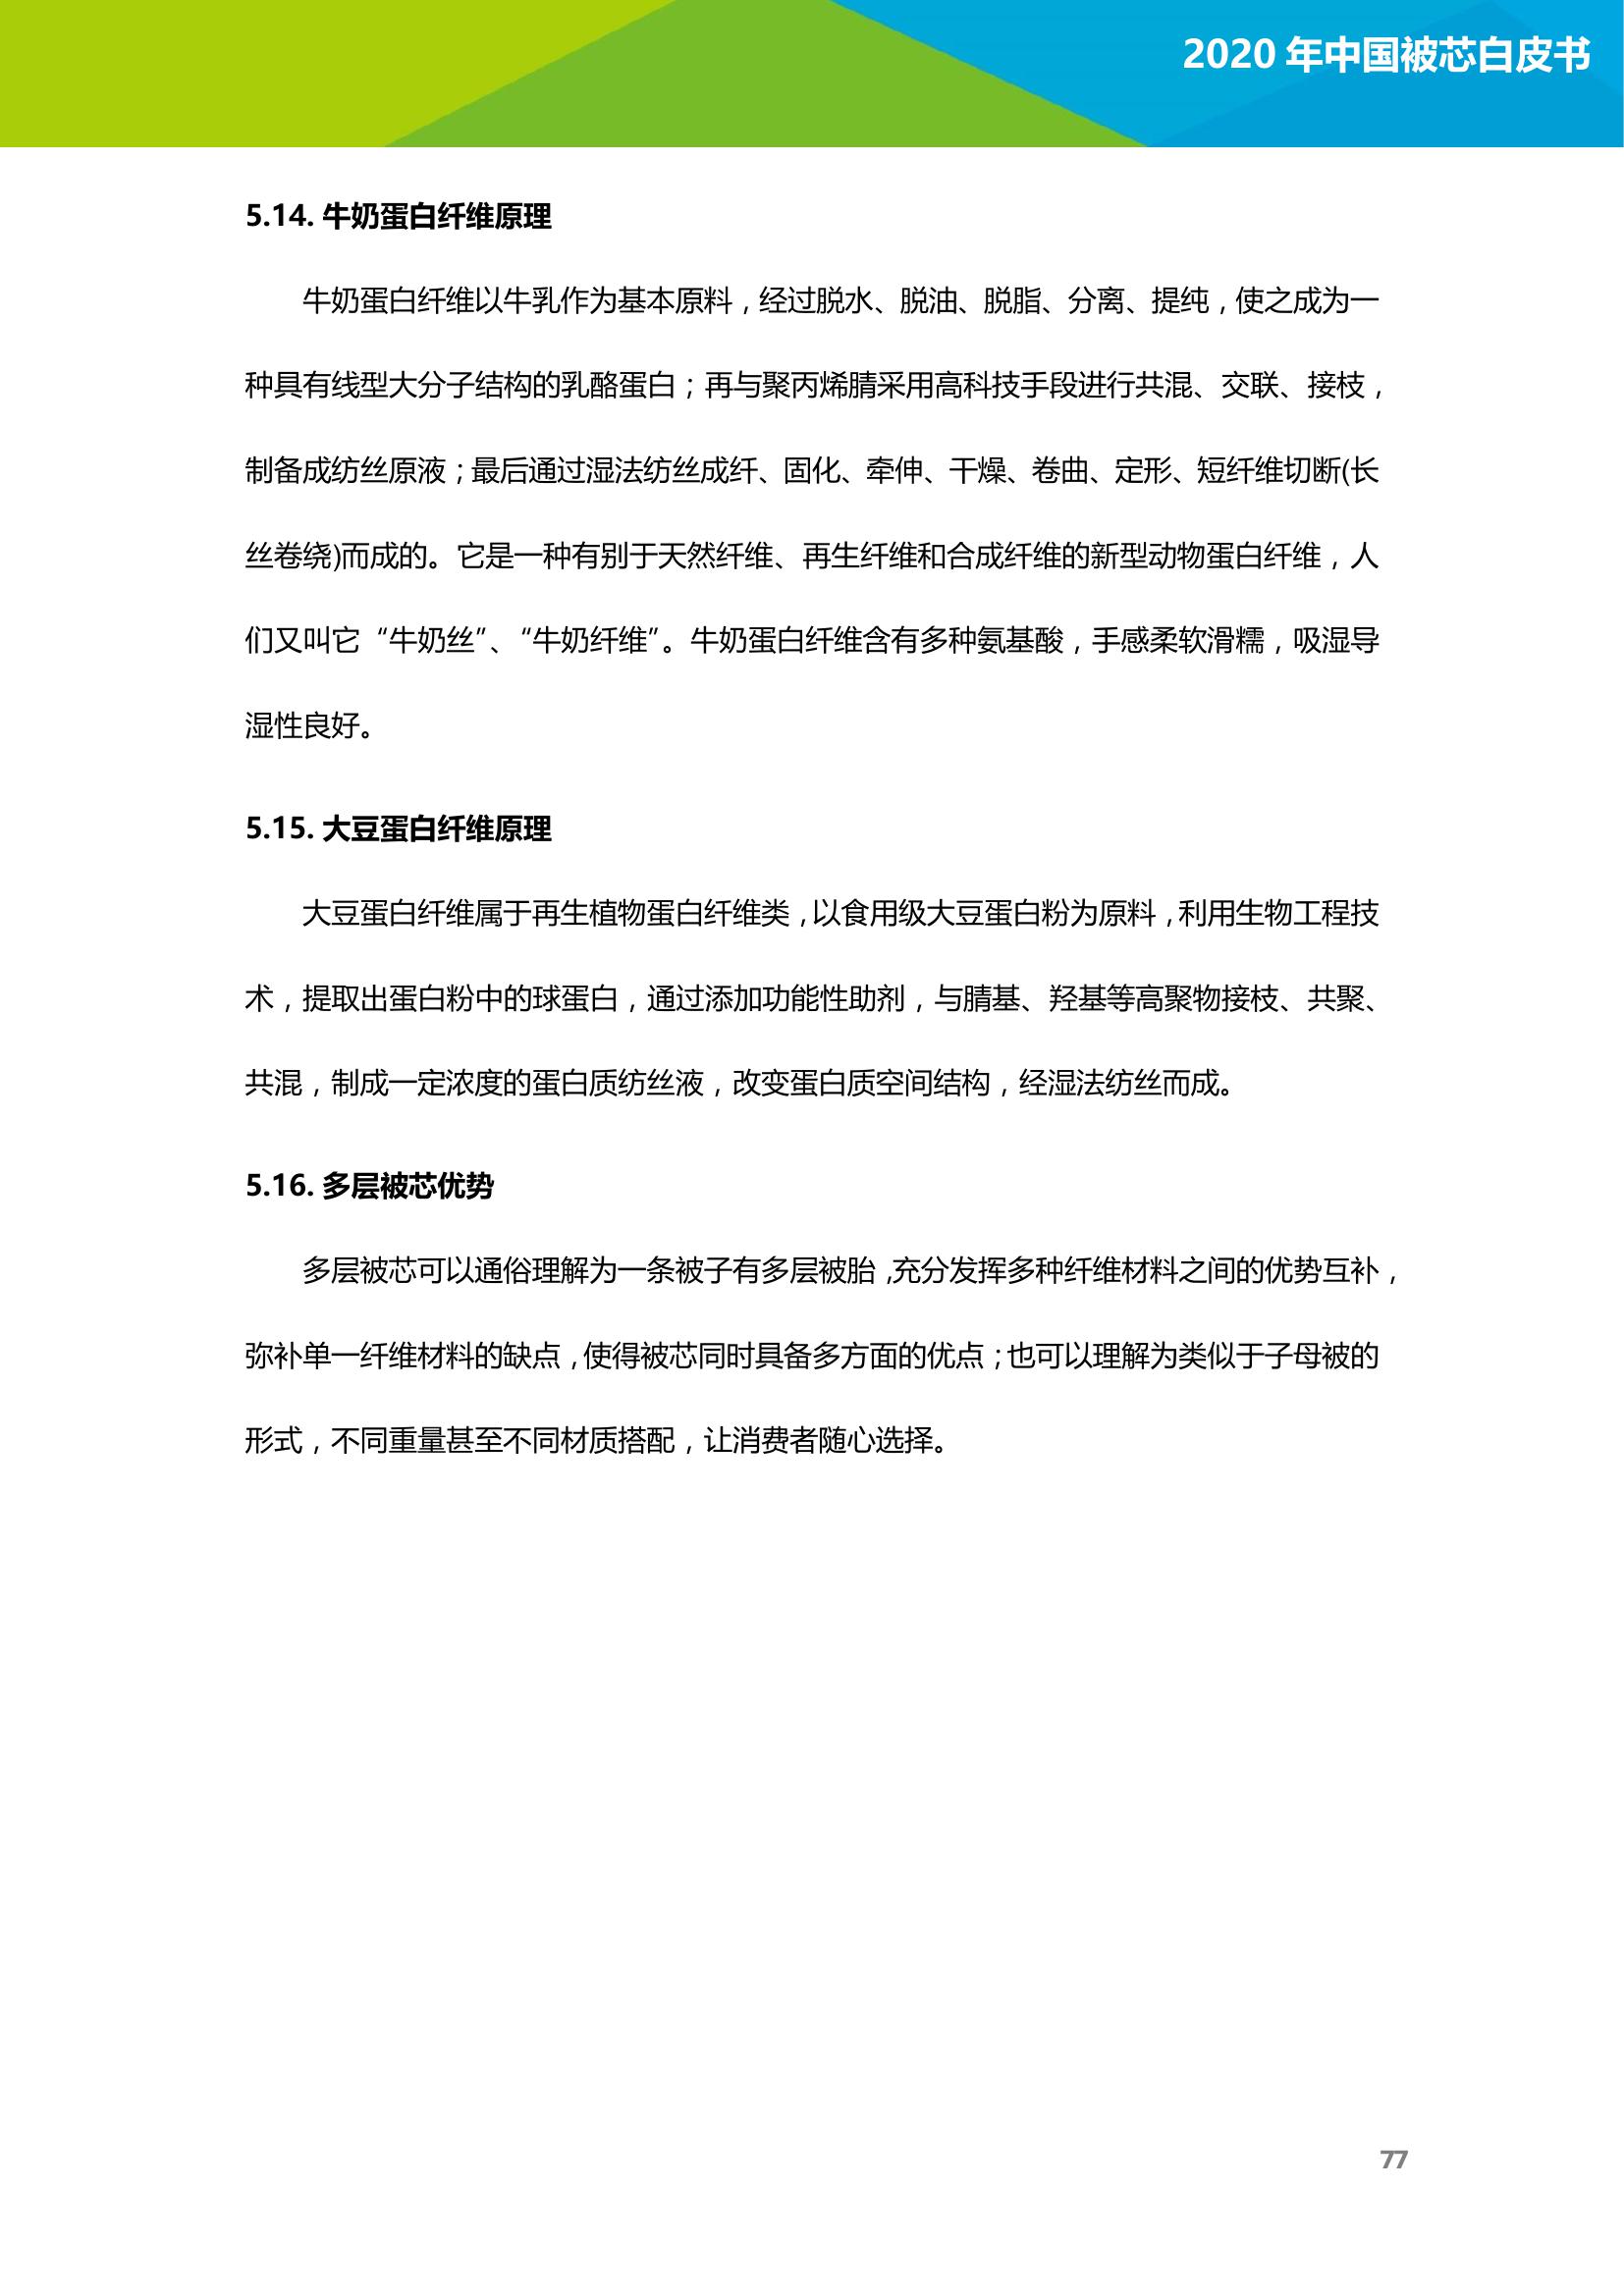 2020 年中国被芯白皮书
5.14. 牛奶蛋白纤维原理
牛奶蛋白纤维以牛乳作为基本原料，经过脱水、脱油、脱脂、分离、提纯，使之成为一
种具有线型大分子结构的乳酪蛋白；再与聚丙烯腈采用高科技手段进行共混、交联、接枝，
制备成纺丝原液；最后通过湿法纺丝成纤、固化、牵伸、干燥、卷曲、定形、短纤维切断(长
丝卷绕)而成的。它是一种有别于天然纤维、再生纤维和合成纤维的新型动物蛋白纤维，人
们又叫它“牛奶丝”、“牛奶纤维”。牛奶蛋白纤维含有多种氨基酸，手感柔软滑糯，吸湿导
湿性良好。
5.15. 大豆蛋白纤维原理
大豆蛋白纤维属于再生植物蛋白纤维类，以食用级大豆蛋白粉为原料，利用生物工程技
术，提取出蛋白粉中的球蛋白，通过添加功能性助剂，与腈基、羟基等高聚物接枝、共聚、
共混，制成一定浓度的蛋白质纺丝液，改变蛋白质空间结构，经湿法纺丝而成。
5.16. 多层被芯优势
多层被芯可以通俗理解为一条被子有多层被胎，充分发挥多种纤维材料之间的优势互补，
弥补单一纤维材料的缺点，使得被芯同时具备多方面的优点；也可以理解为类似于子母被的
形式，不同重量甚至不同材质搭配，让消费者随心选择。
77